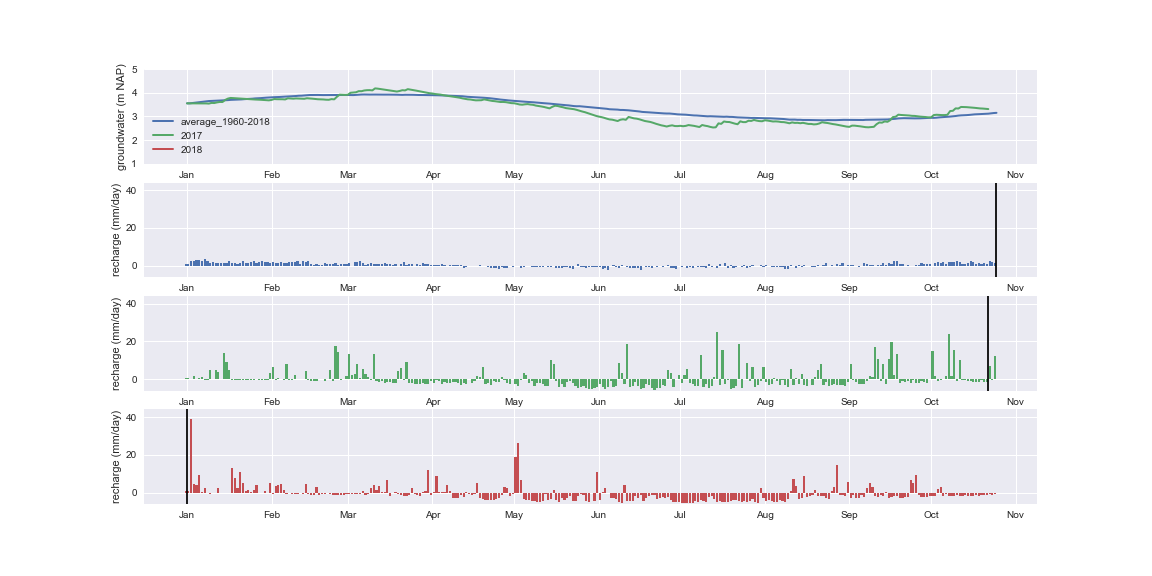 groundwater (m NAP)
5
4
3
2
1
average_1960-2018
2017
2018
Jan Feb Mar Apr May Jun Jul Aug Sep Oct Nov
recharge (mm/day)
40
20
0
Jan Feb Mar Apr May Jun Jul Aug Sep Oct Nov
recharge (mm/day)
40
20
0
Jan Feb Mar Apr May Jun Jul Aug Sep Oct Nov
recharge (mm/day)
40
20
0
Jan Feb Mar Apr May Jun Jul Aug Sep Oct Nov